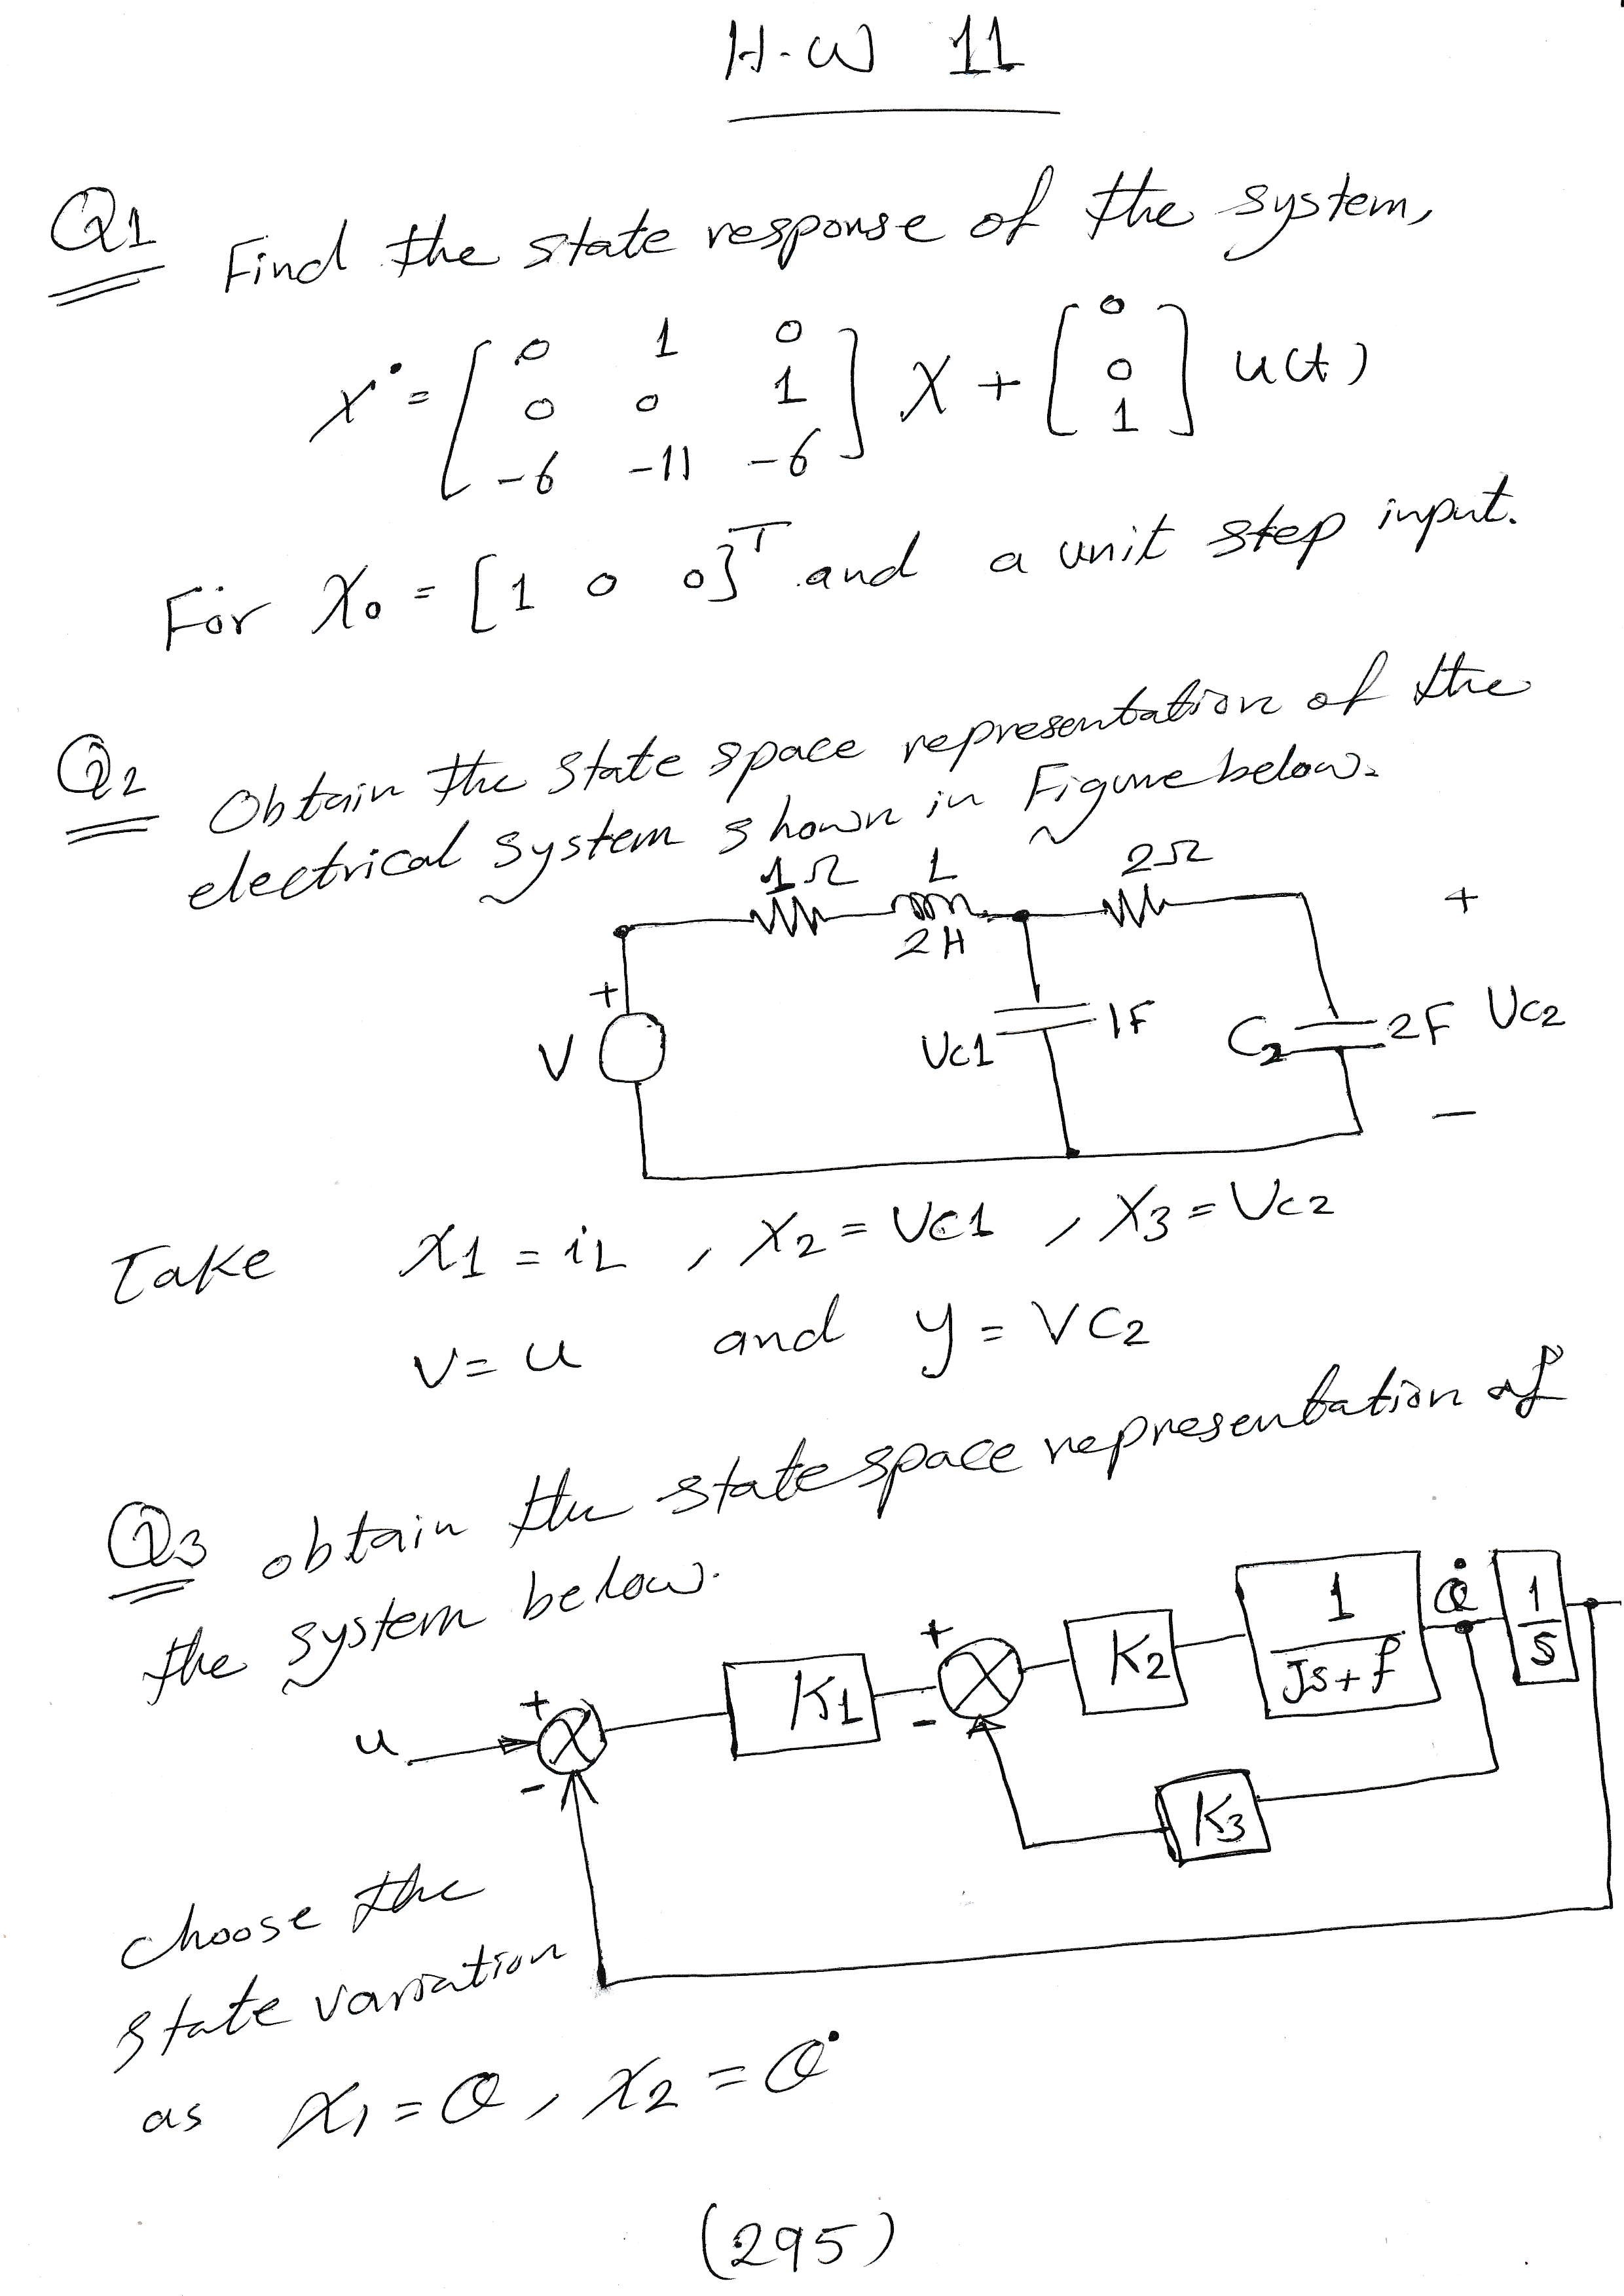 H.W 11
Q1 Find the state response of the system,
X˙ = [ 0 1 0
0 0 1
-6 -11 -6 ] X + [ 0
0
1 ] u(t)
For X0 = [1 0 0]T and a unit step input.
Q2 Obtain the state space representation of the
electrical system shown in Figure below.
1Ω L 2Ω
2H
+ +
V Vc1 1F C2 2F Vc2
-
Take x1 = iL , x2 = Vc1 , x3 = Vc2
V = u and y = Vc2
Q3 obtain the state space representation of
the system below.
u + - K1 + - K2 1/(Js+f) θ˙ 1/S
K3
choose the
state variation
as x1 = θ , x2 = θ˙
(295)